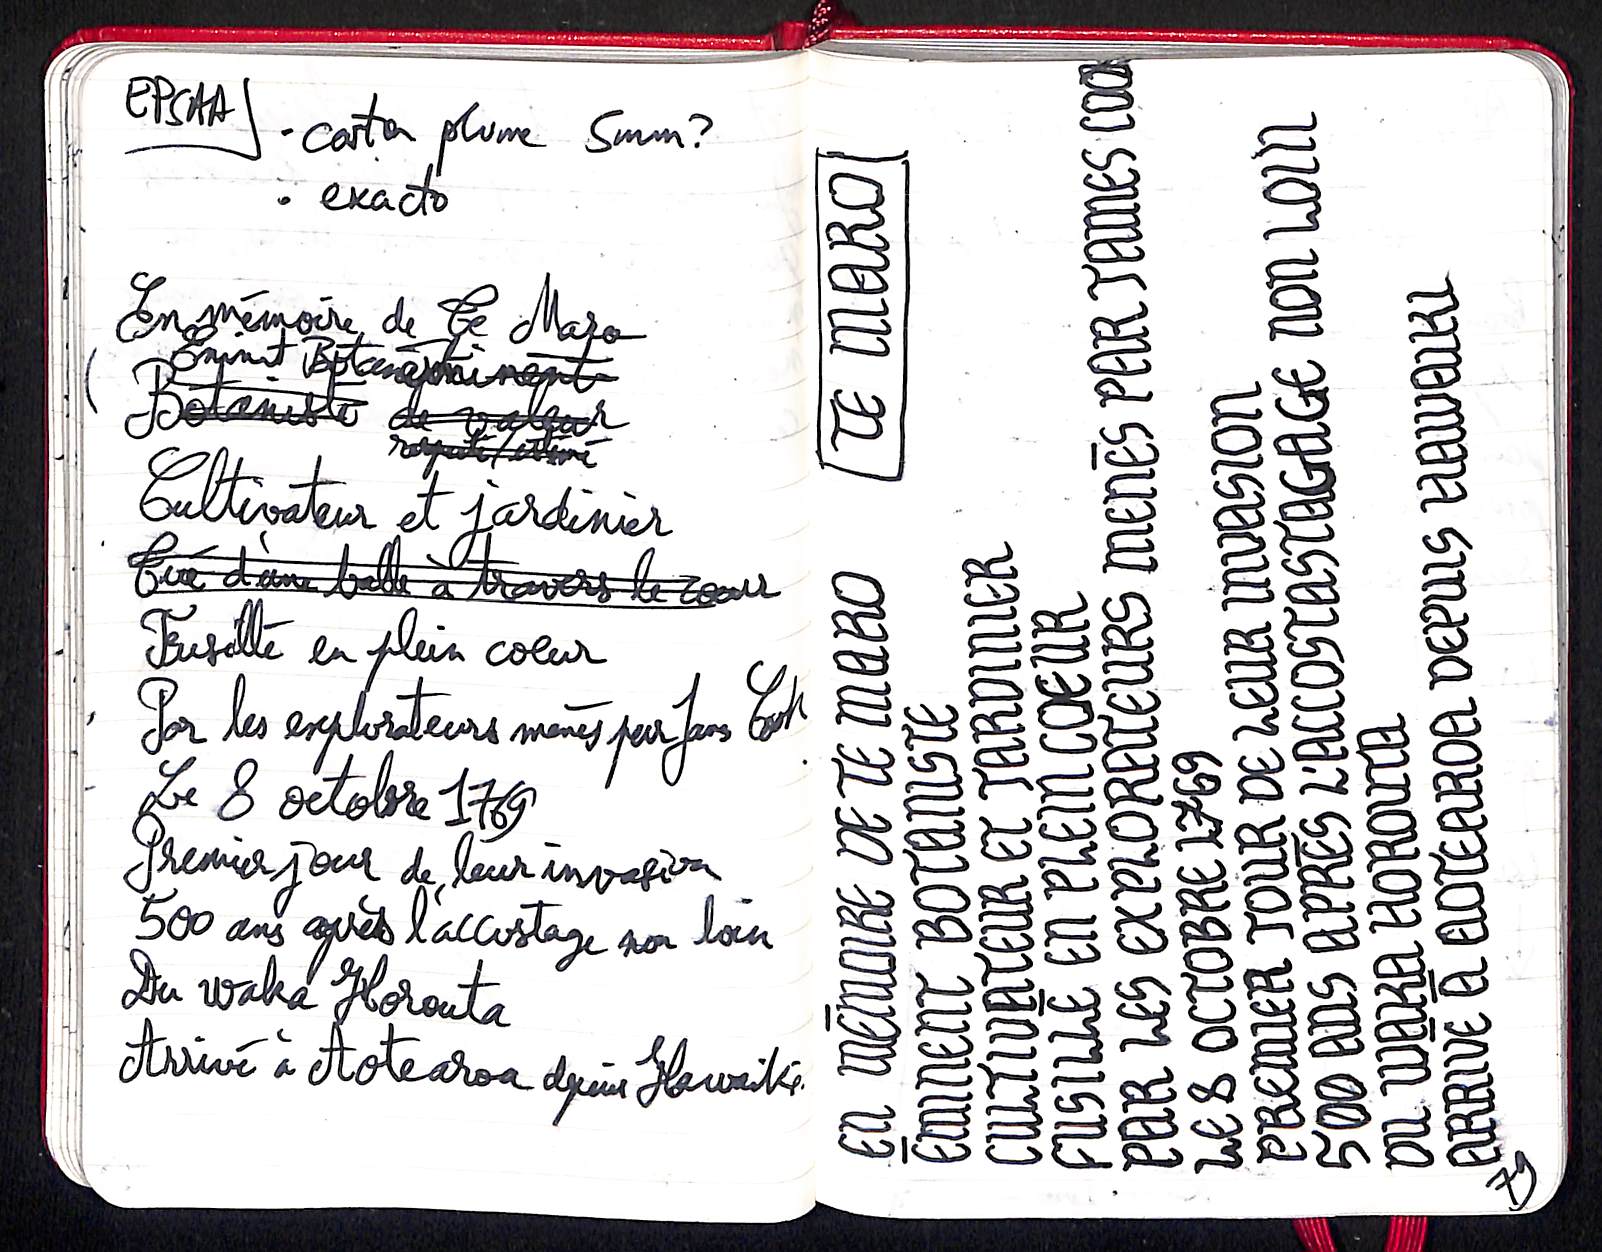 EPSAA
· carton plume 5mm?
· exacto
En mémoire de Te Maro
Éminent Botaniste éminent
Botaniste de valeur
respecté/estimé
Cultivateur et jardinier
Tué d'une balle à travers le coeur
Fusillé en plein coeur
Par les explorateurs menés par James Cook
Le 8 octobre 1769
Premier jour de leur invasion
500 ans après l'accostage non loin
Du waka Horouta
Arrivé à Aotearoa depuis Hawaiki
TE MARO
EN MÉMOIRE DE TE MARO
ÉMINENT BOTANISTE
CULTIVATEUR ET JARDINIER
FUSILLÉ EN PLEIN COEUR
PAR LES EXPLORATEURS MENÉS PAR JAMES COOK
LE 8 OCTOBRE 1769
PREMIER JOUR DE LEUR INVASION
500 ANS APRÈS L'ACCOSTASTAGAGE NON LOIN
DU WAKA HOROUTA
ARRIVÉ À AOTEAROA DEPUIS HAWAIKI
79